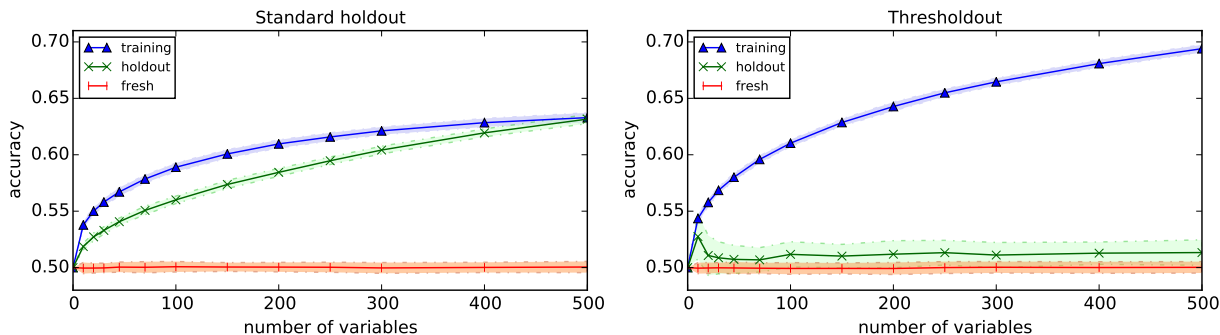 Standard holdout
0.70
0.65
0.60
0.55
0.50
accuracy
training
holdout
fresh
0 100 200 300 400 500
number of variables
Thresholdout
0.70
0.65
0.60
0.55
0.50
accuracy
training
holdout
fresh
0 100 200 300 400 500
number of variables